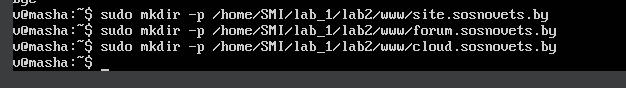 bye
v@masha:~$ sudo mkdir -p /home/SMI/lab_1/lab2/www/site.sosnovets.by
v@masha:~$ sudo mkdir -p /home/SMI/lab_1/lab2/www/forum.sosnovets.by
v@masha:~$ sudo mkdir -p /home/SMI/lab_1/lab2/www/cloud.sosnovets.by
v@masha:~$ _